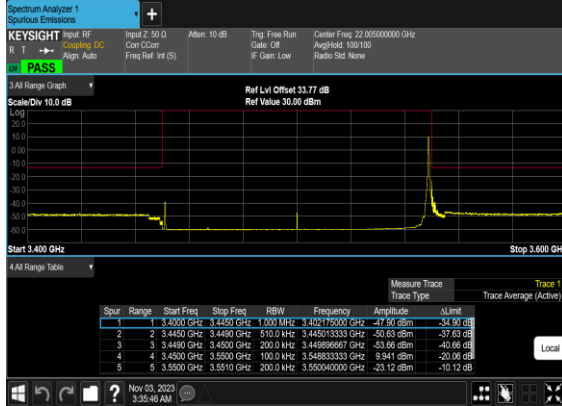 Spectrum Analyzer 1
Spurious Emissions
+
KEYSIGHT Input: RF Input Z: 50 Ω Atten: 10 dB Trig: Free Run Center Freq: 22.005000000 GHz
R T Coupling: DC Corr CCorr Gate: Off Avg|Hold: 100/100
Align: Auto Freq Ref: Int (S) IF Gain: Low Radio Std: None
PASS
3 All Range Graph
Ref Lvl Offset 33.77 dB
Scale/Div 10.0 dB Ref Value 30.00 dBm
Log
20.0
10.0
0.00
-10.0
-20.0
-30.0
-40.0
-50.0
-60.0
Start 3.400 GHz Stop 3.600 GH
4 All Range Table
Measure Trace Trace 1
Trace Type Trace Average (Active)
Spur Range Start Freq Stop Freq RBW Frequency Amplitude ΔLimit
1 1 3.4000 GHz 3.4450 GHz 1.000 MHz 3.402175000 GHz -47.90 dBm -34.90 dB
2 2 3.4450 GHz 3.4490 GHz 510.0 kHz 3.445013333 GHz -50.63 dBm -37.63 dB
3 3 3.4490 GHz 3.4500 GHz 200.0 kHz 3.449896667 GHz -53.66 dBm -40.66 dB
4 4 3.4500 GHz 3.5500 GHz 100.0 kHz 3.548833333 GHz 9.941 dBm -20.06 dB
5 5 3.5500 GHz 3.5510 GHz 200.0 kHz 3.550040000 GHz -23.12 dBm -10.12 dB
Local
? Nov 03, 2023
3:35:46 AM